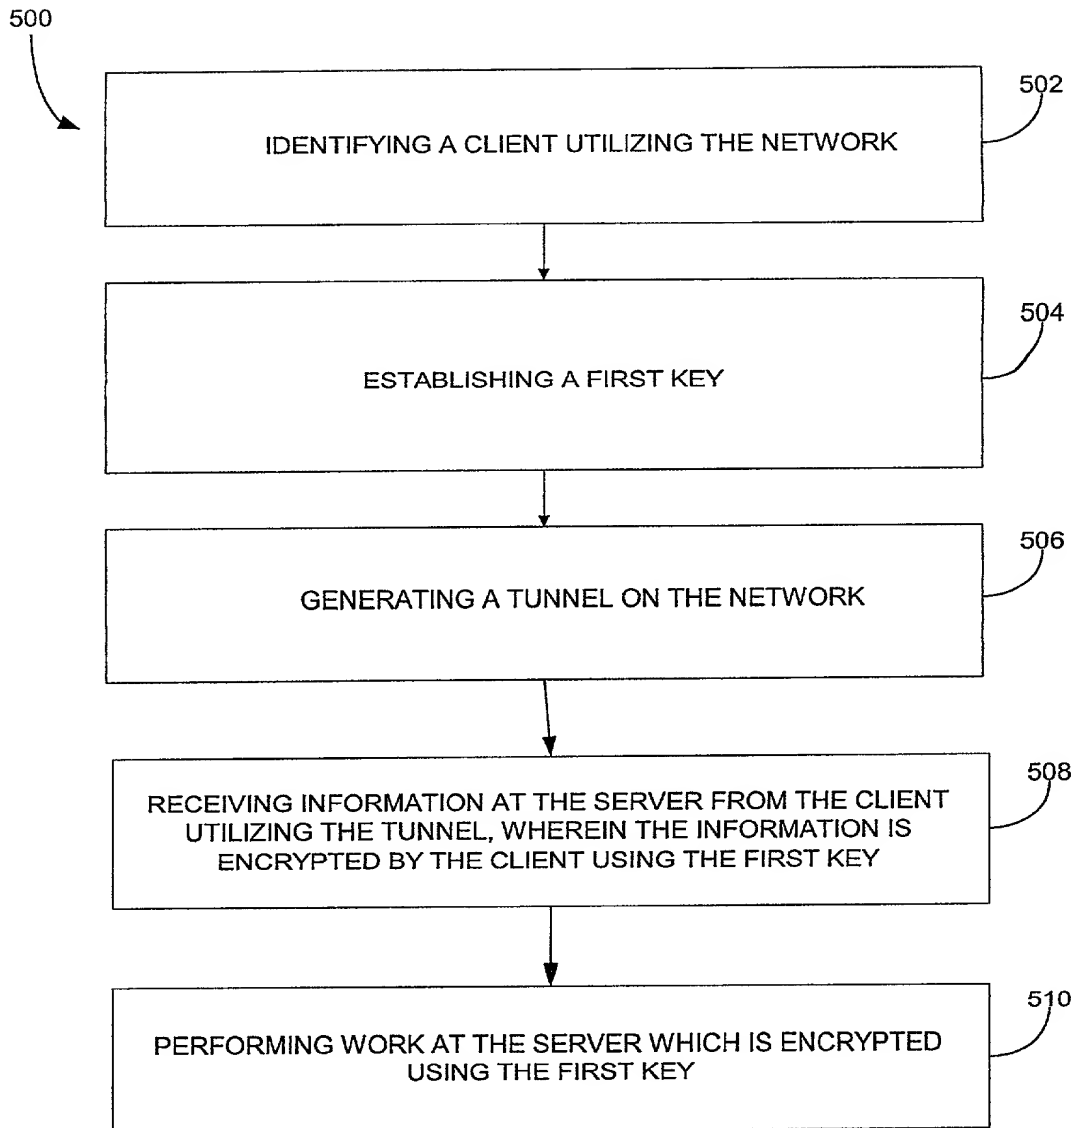 500
502
IDENTIFYING A CLIENT UTILIZING THE NETWORK
504
ESTABLISHING A FIRST KEY
506
GENERATING A TUNNEL ON THE NETWORK
508
RECEIVING INFORMATION AT THE SERVER FROM THE CLIENT
UTILIZING THE TUNNEL, WHEREIN THE INFORMATION IS
ENCRYPTED BY THE CLIENT USING THE FIRST KEY
510
PERFORMING WORK AT THE SERVER WHICH IS ENCRYPTED
USING THE FIRST KEY